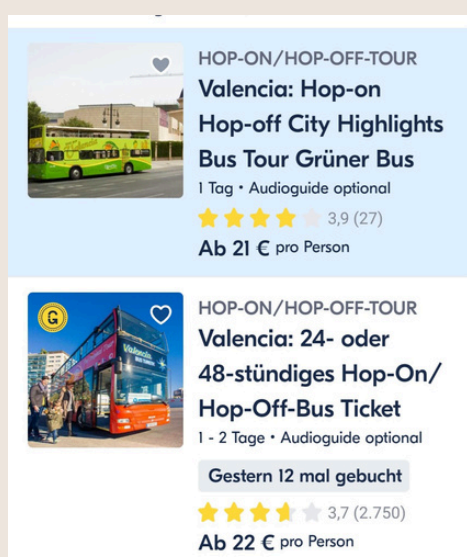 HOP-ON/HOP-OFF-TOUR
Valencia: Hop-on
Hop-off City Highlights
Bus Tour Grüner Bus
1 Tag • Audioguide optional
3,9 (27)
Ab 21 € pro Person
G
Valencia
HOP-ON/HOP-OFF-TOUR
Valencia: 24- oder
48-stündiges Hop-On/
Hop-Off-Bus Ticket
1 - 2 Tage • Audioguide optional
Gestern 12 mal gebucht
3,7 (2.750)
Ab 22 € pro Person